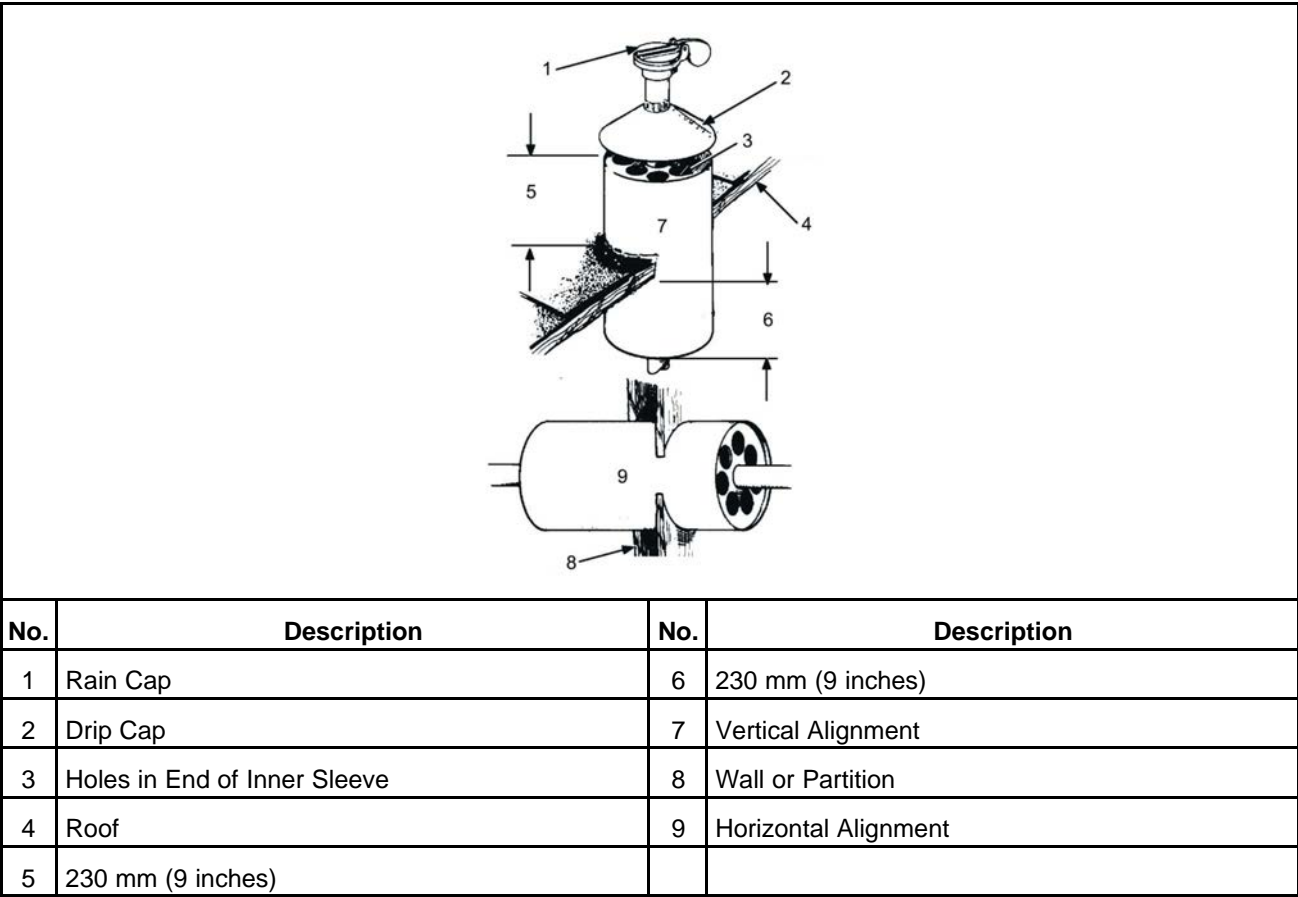 1
2
3
5
7
4
6
9
8
No. Description No. Description
1 Rain Cap 6 230 mm (9 inches)
2 Drip Cap 7 Vertical Alignment
3 Holes in End of Inner Sleeve 8 Wall or Partition
4 Roof 9 Horizontal Alignment
5 230 mm (9 inches)